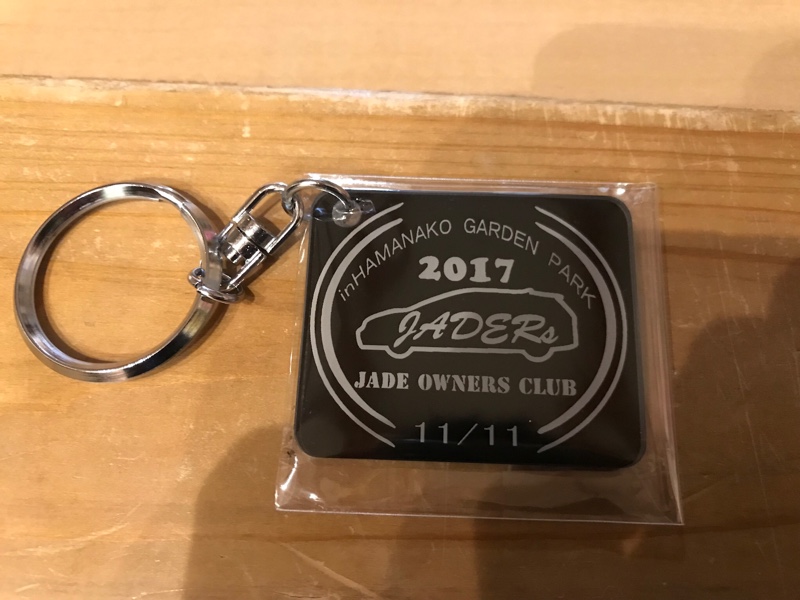 inHAMANAKO GARDEN PARK
2017
JADERs
JADE OWNERS CLUB
11/11